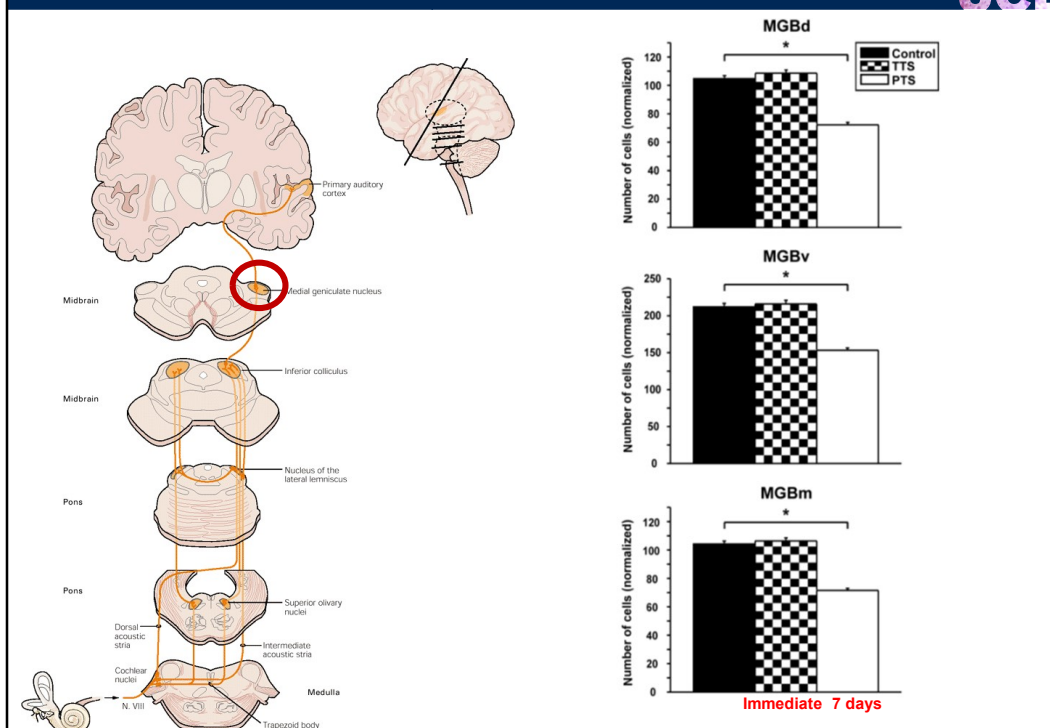 Primary auditory
cortex
Midbrain
Medial geniculate nucleus
Inferior colliculus
Midbrain
Nucleus of the
lateral lemniscus
Pons
Pons
Superior olivary
nuclei
Dorsal
acoustic
stria
Intermediate
acoustic stria
Cochlear
nuclei
Medulla
N. VIII
Trapezoid body
MGBd
*
Control
TTS
PTS
Number of cells (normalized)
120
100
80
60
40
20
0
MGBv
*
Number of cells (normalized)
250
200
150
100
50
0
MGBm
*
Number of cells (normalized)
120
100
80
60
40
20
0
Immediate 7 days